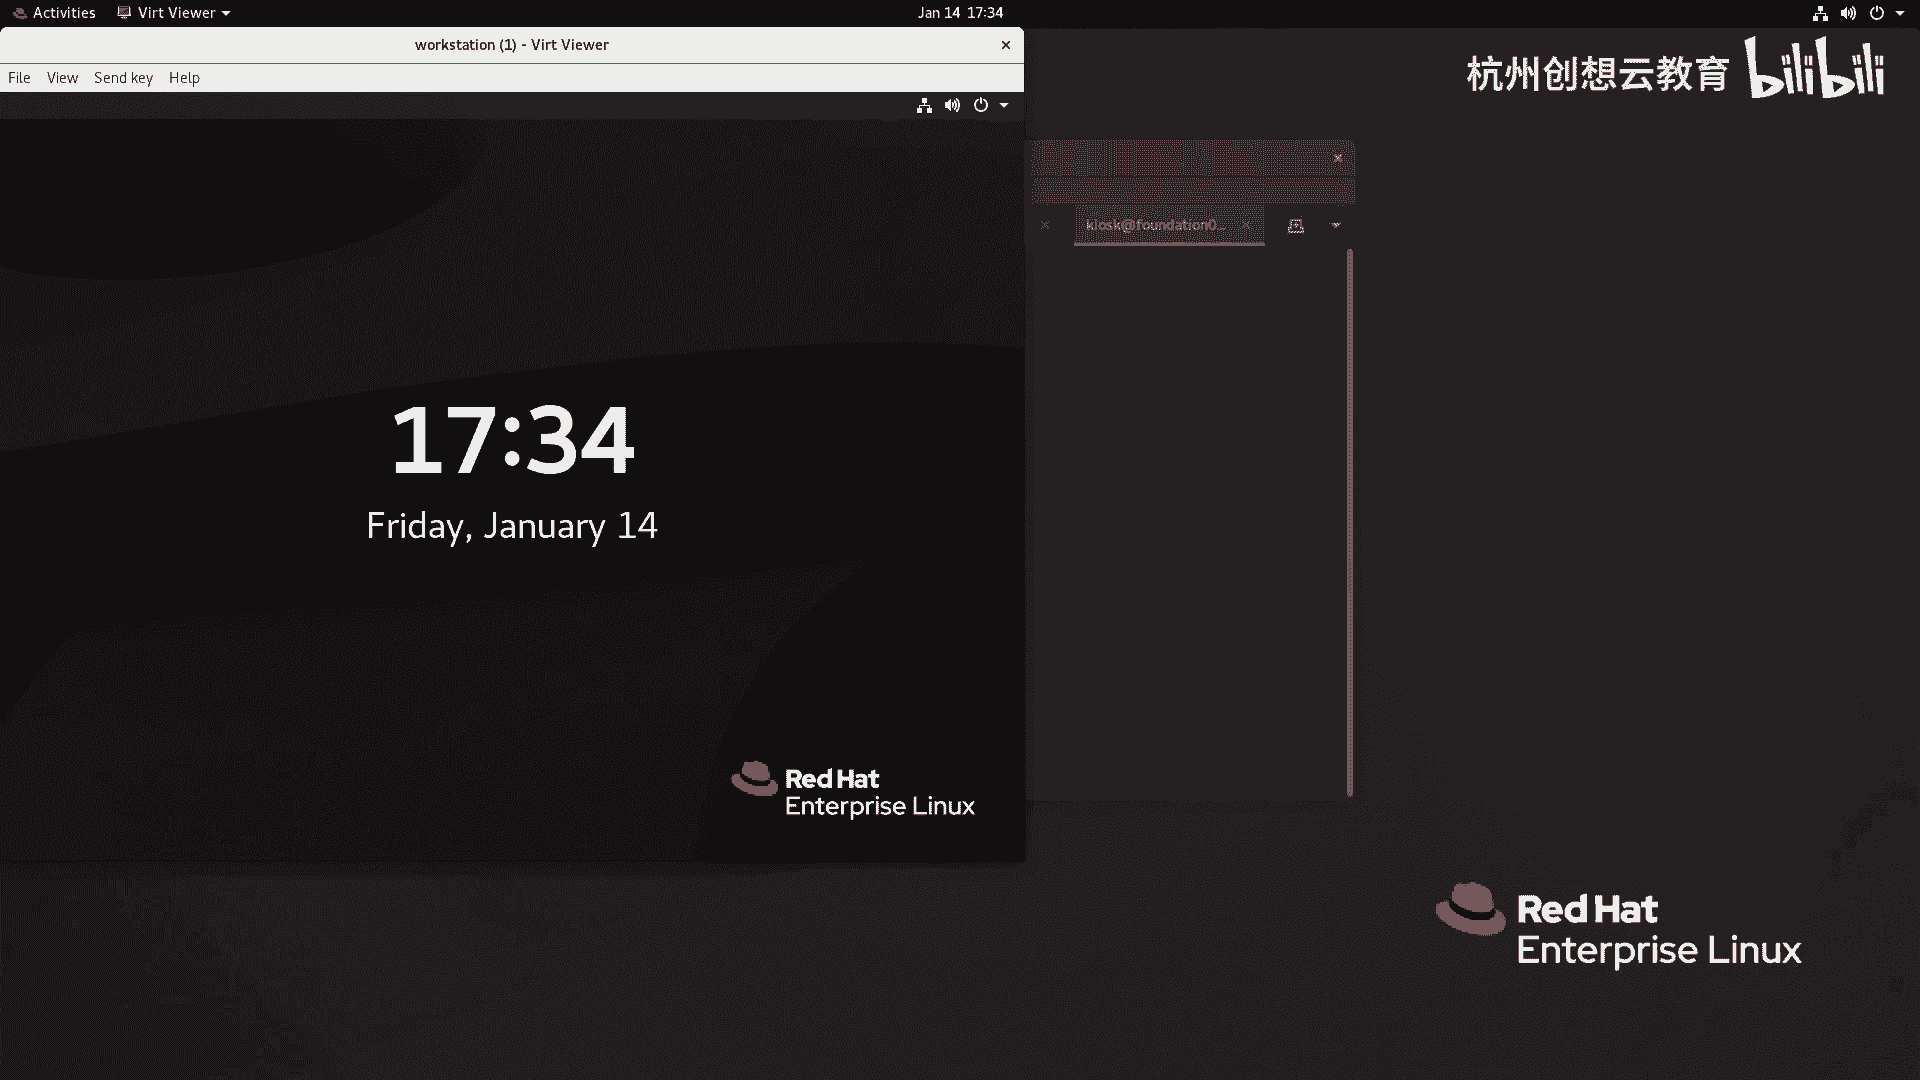 Activities
Virt Viewer
Jan 14 17:34
workstation (1) - Virt Viewer
File View Send key Help
杭州创想云教育 bilibili
kiosk@foundation0...
17:34
Friday, January 14
Red Hat
Enterprise Linux
Red Hat
Enterprise Linux